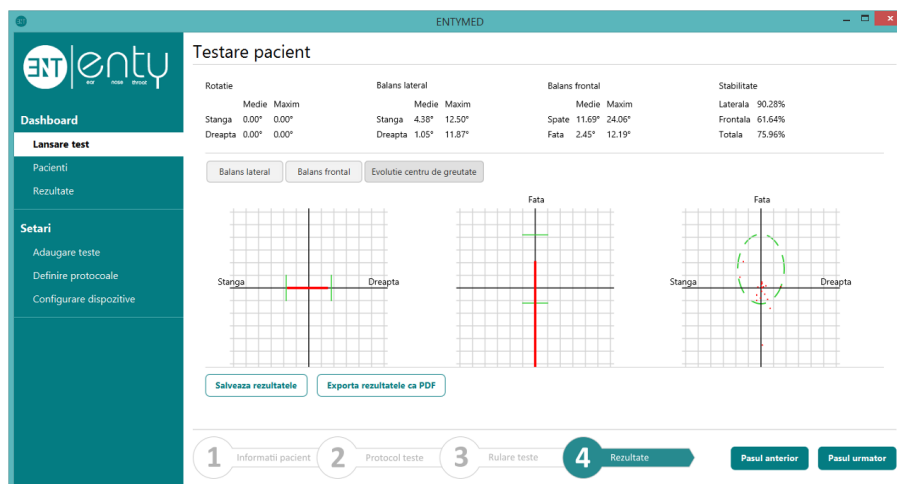 ENT ENTYMED
ENT enty
ear nose throat
Dashboard
Lansare test
Pacienti
Rezultate
Setari
Adaugare teste
Definire protocoale
Configurare dispozitive
Testare pacient
Rotatie
Medie Maxim
Stanga 0.00° 0.00°
Dreapta 0.00° 0.00°
Balans lateral
Medie Maxim
Stanga 4.38° 12.50°
Dreapta 1.05° 11.87°
Balans frontal
Medie Maxim
Spate 11.69° 24.06°
Fata 2.45° 12.19°
Stabilitate
Laterala 90.28%
Frontala 61.64%
Totala 75.96%
Balans lateral Balans frontal Evolutie centru de greutate
Stanga Dreapta
Fata
Fata
Stanga Dreapta
Salveaza rezultatele Exporta rezultatele ca PDF
1 Informatii pacient 2 Protocol teste 3 Rulare teste 4 Rezultate Pasul anterior Pasul urmator